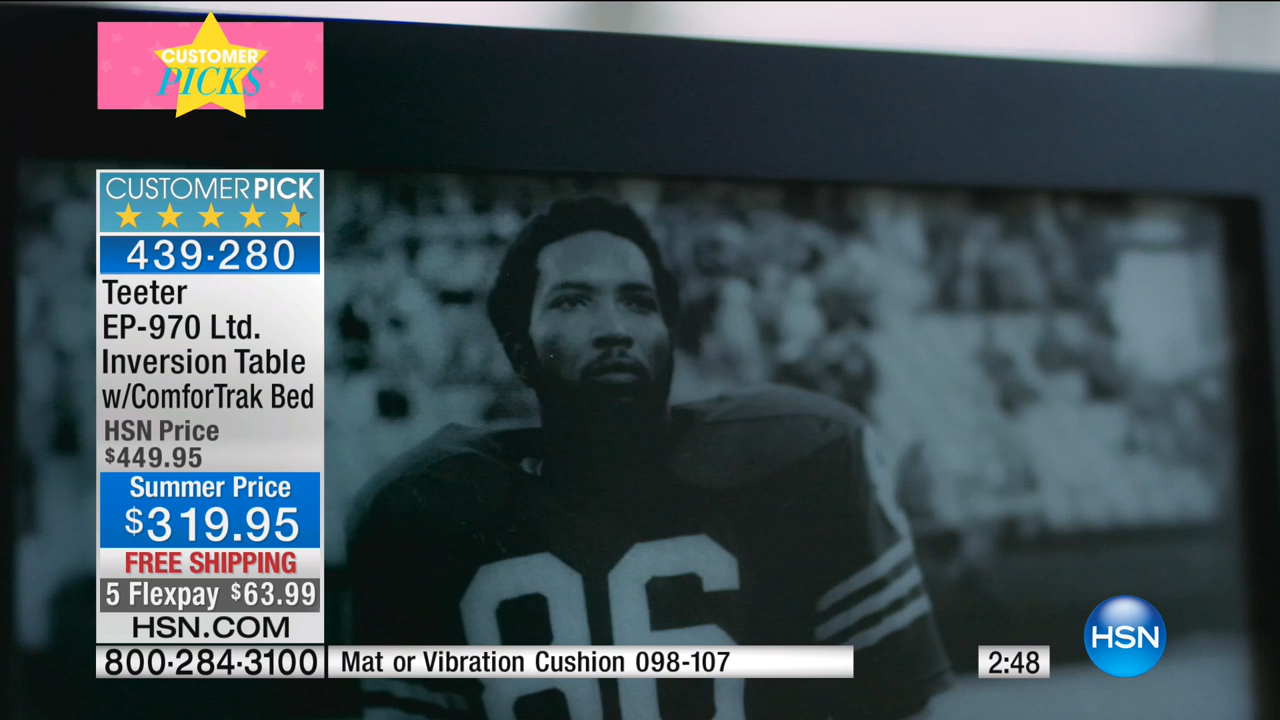 CUSTOMER
PICKS
CUSTOMERPICK
439·280
Teeter
EP-970 Ltd.
Inversion Table
w/ComforTrak Bed
HSN Price
$449.95
Summer Price
$319.95
FREE SHIPPING
5 Flexpay $63.99
HSN.COM
800·284·3100
Mat or Vibration Cushion 098-107
2:48
HSN
86